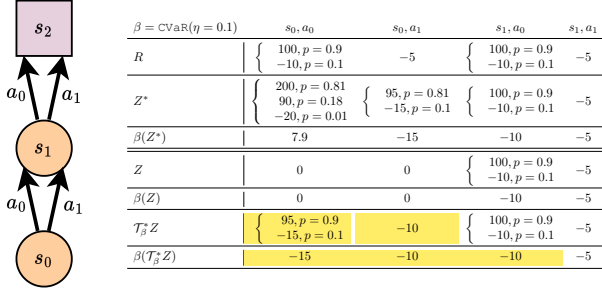 s₂
a₀ a₁
s₁
a₀ a₁
s₀
β = CVaR(η = 0.1) s₀, a₀ s₀, a₁ s₁, a₀ s₁, a₁
R { 100, p = 0.9 −10, p = 0.1 −5 { 100, p = 0.9 −10, p = 0.1 −5
Z* { 200, p = 0.81 90, p = 0.18 −20, p = 0.01 { 95, p = 0.81 −15, p = 0.1 { 100, p = 0.9 −10, p = 0.1 −5
β(Z*) 7.9 −15 −10 −5
Z 0 0 { 100, p = 0.9 −10, p = 0.1 −5
β(Z) 0 0 −10 −5
𝒯*β Z { 95, p = 0.9 −15, p = 0.1 −10 { 100, p = 0.9 −10, p = 0.1 −5
β(𝒯*β Z) −15 −10 −10 −5